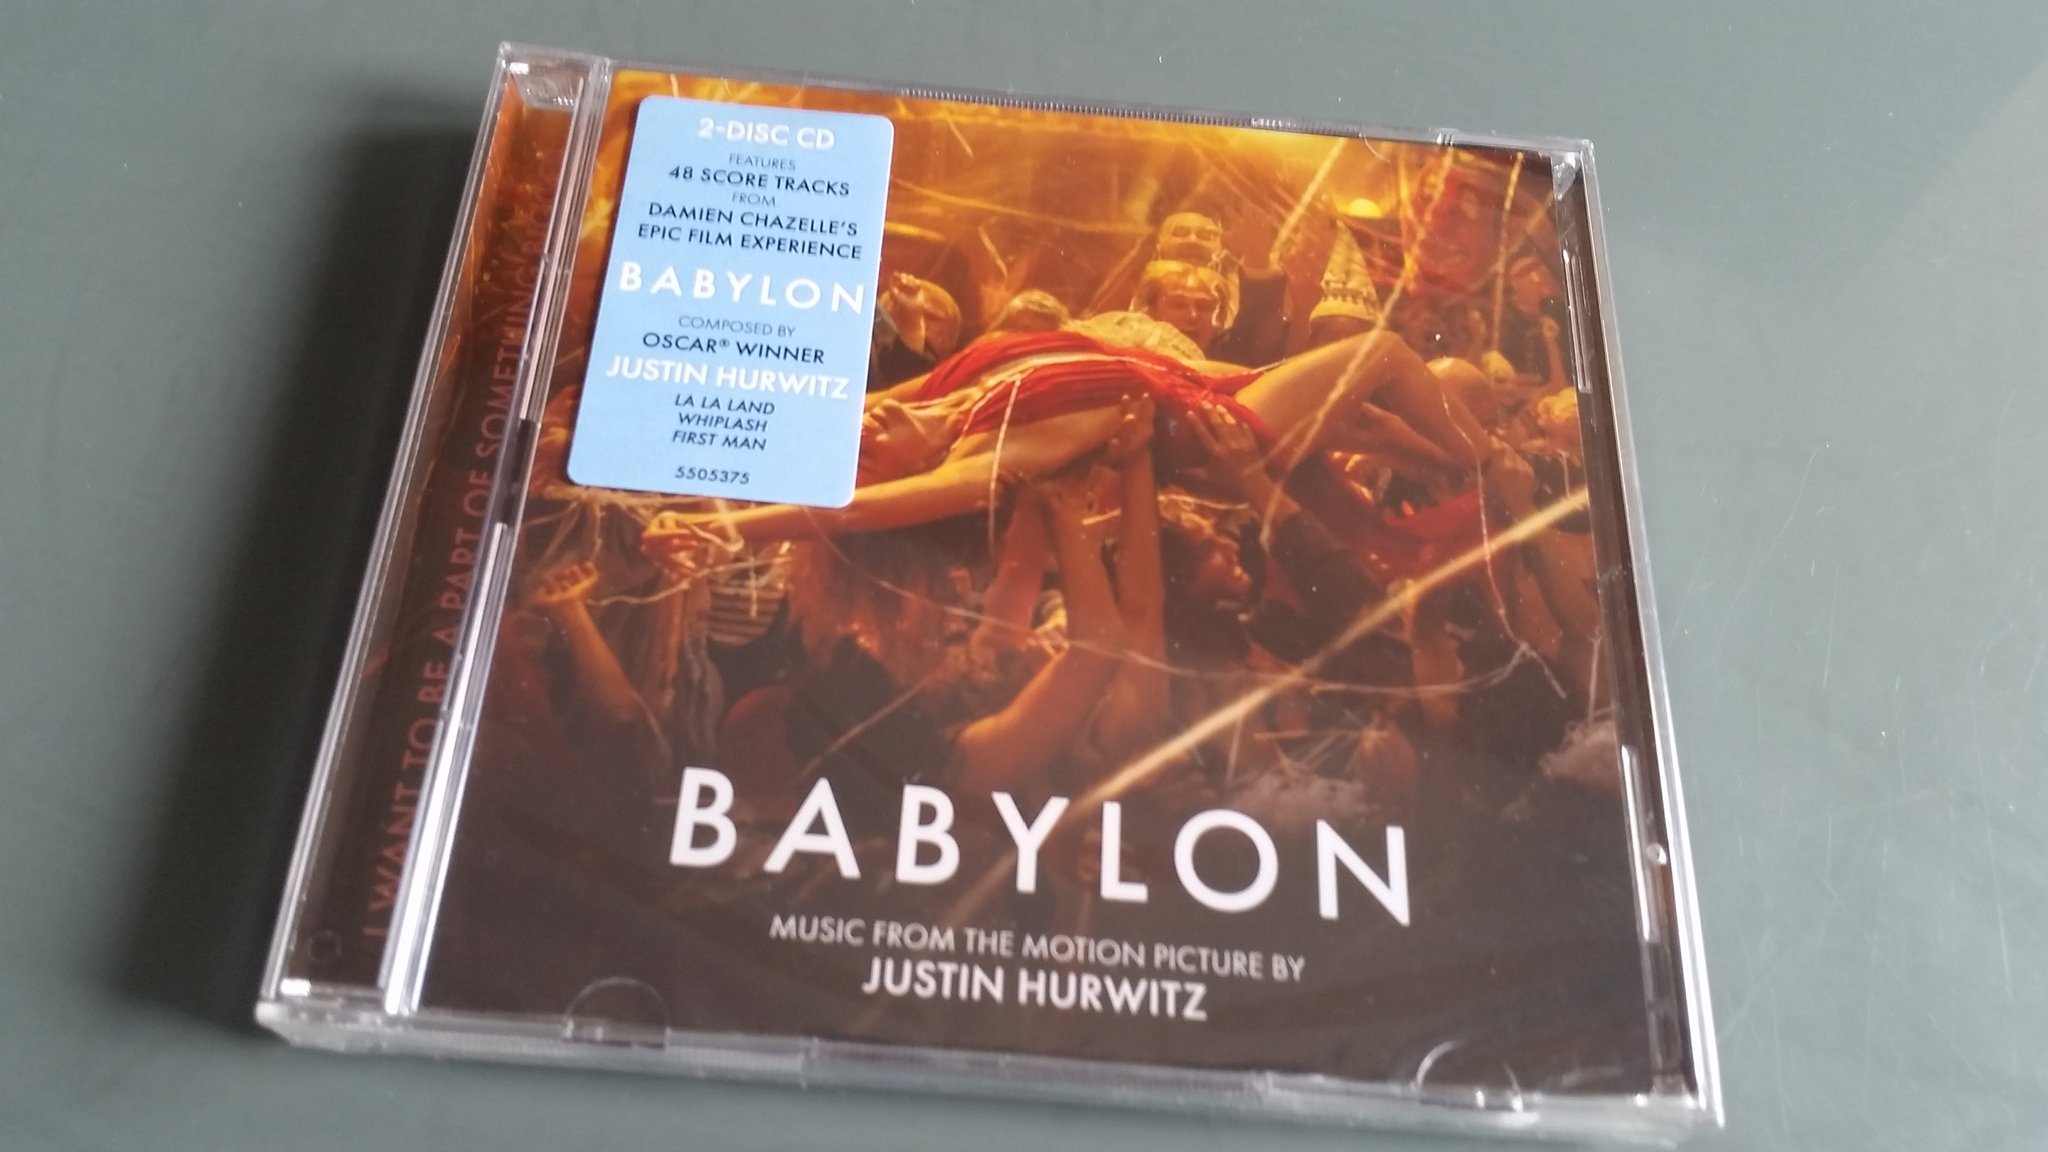 2-DISC CD
FEATURES
48 SCORE TRACKS
FROM
DAMIEN CHAZELLE'S
EPIC FILM EXPERIENCE
BABYLON
COMPOSED BY
OSCAR® WINNER
JUSTIN HURWITZ
LA LA LAND
WHIPLASH
FIRST MAN
5505375
I WANT TO BE A PART OF SOMETHING
BABYLON
MUSIC FROM THE MOTION PICTURE BY
JUSTIN HURWITZ